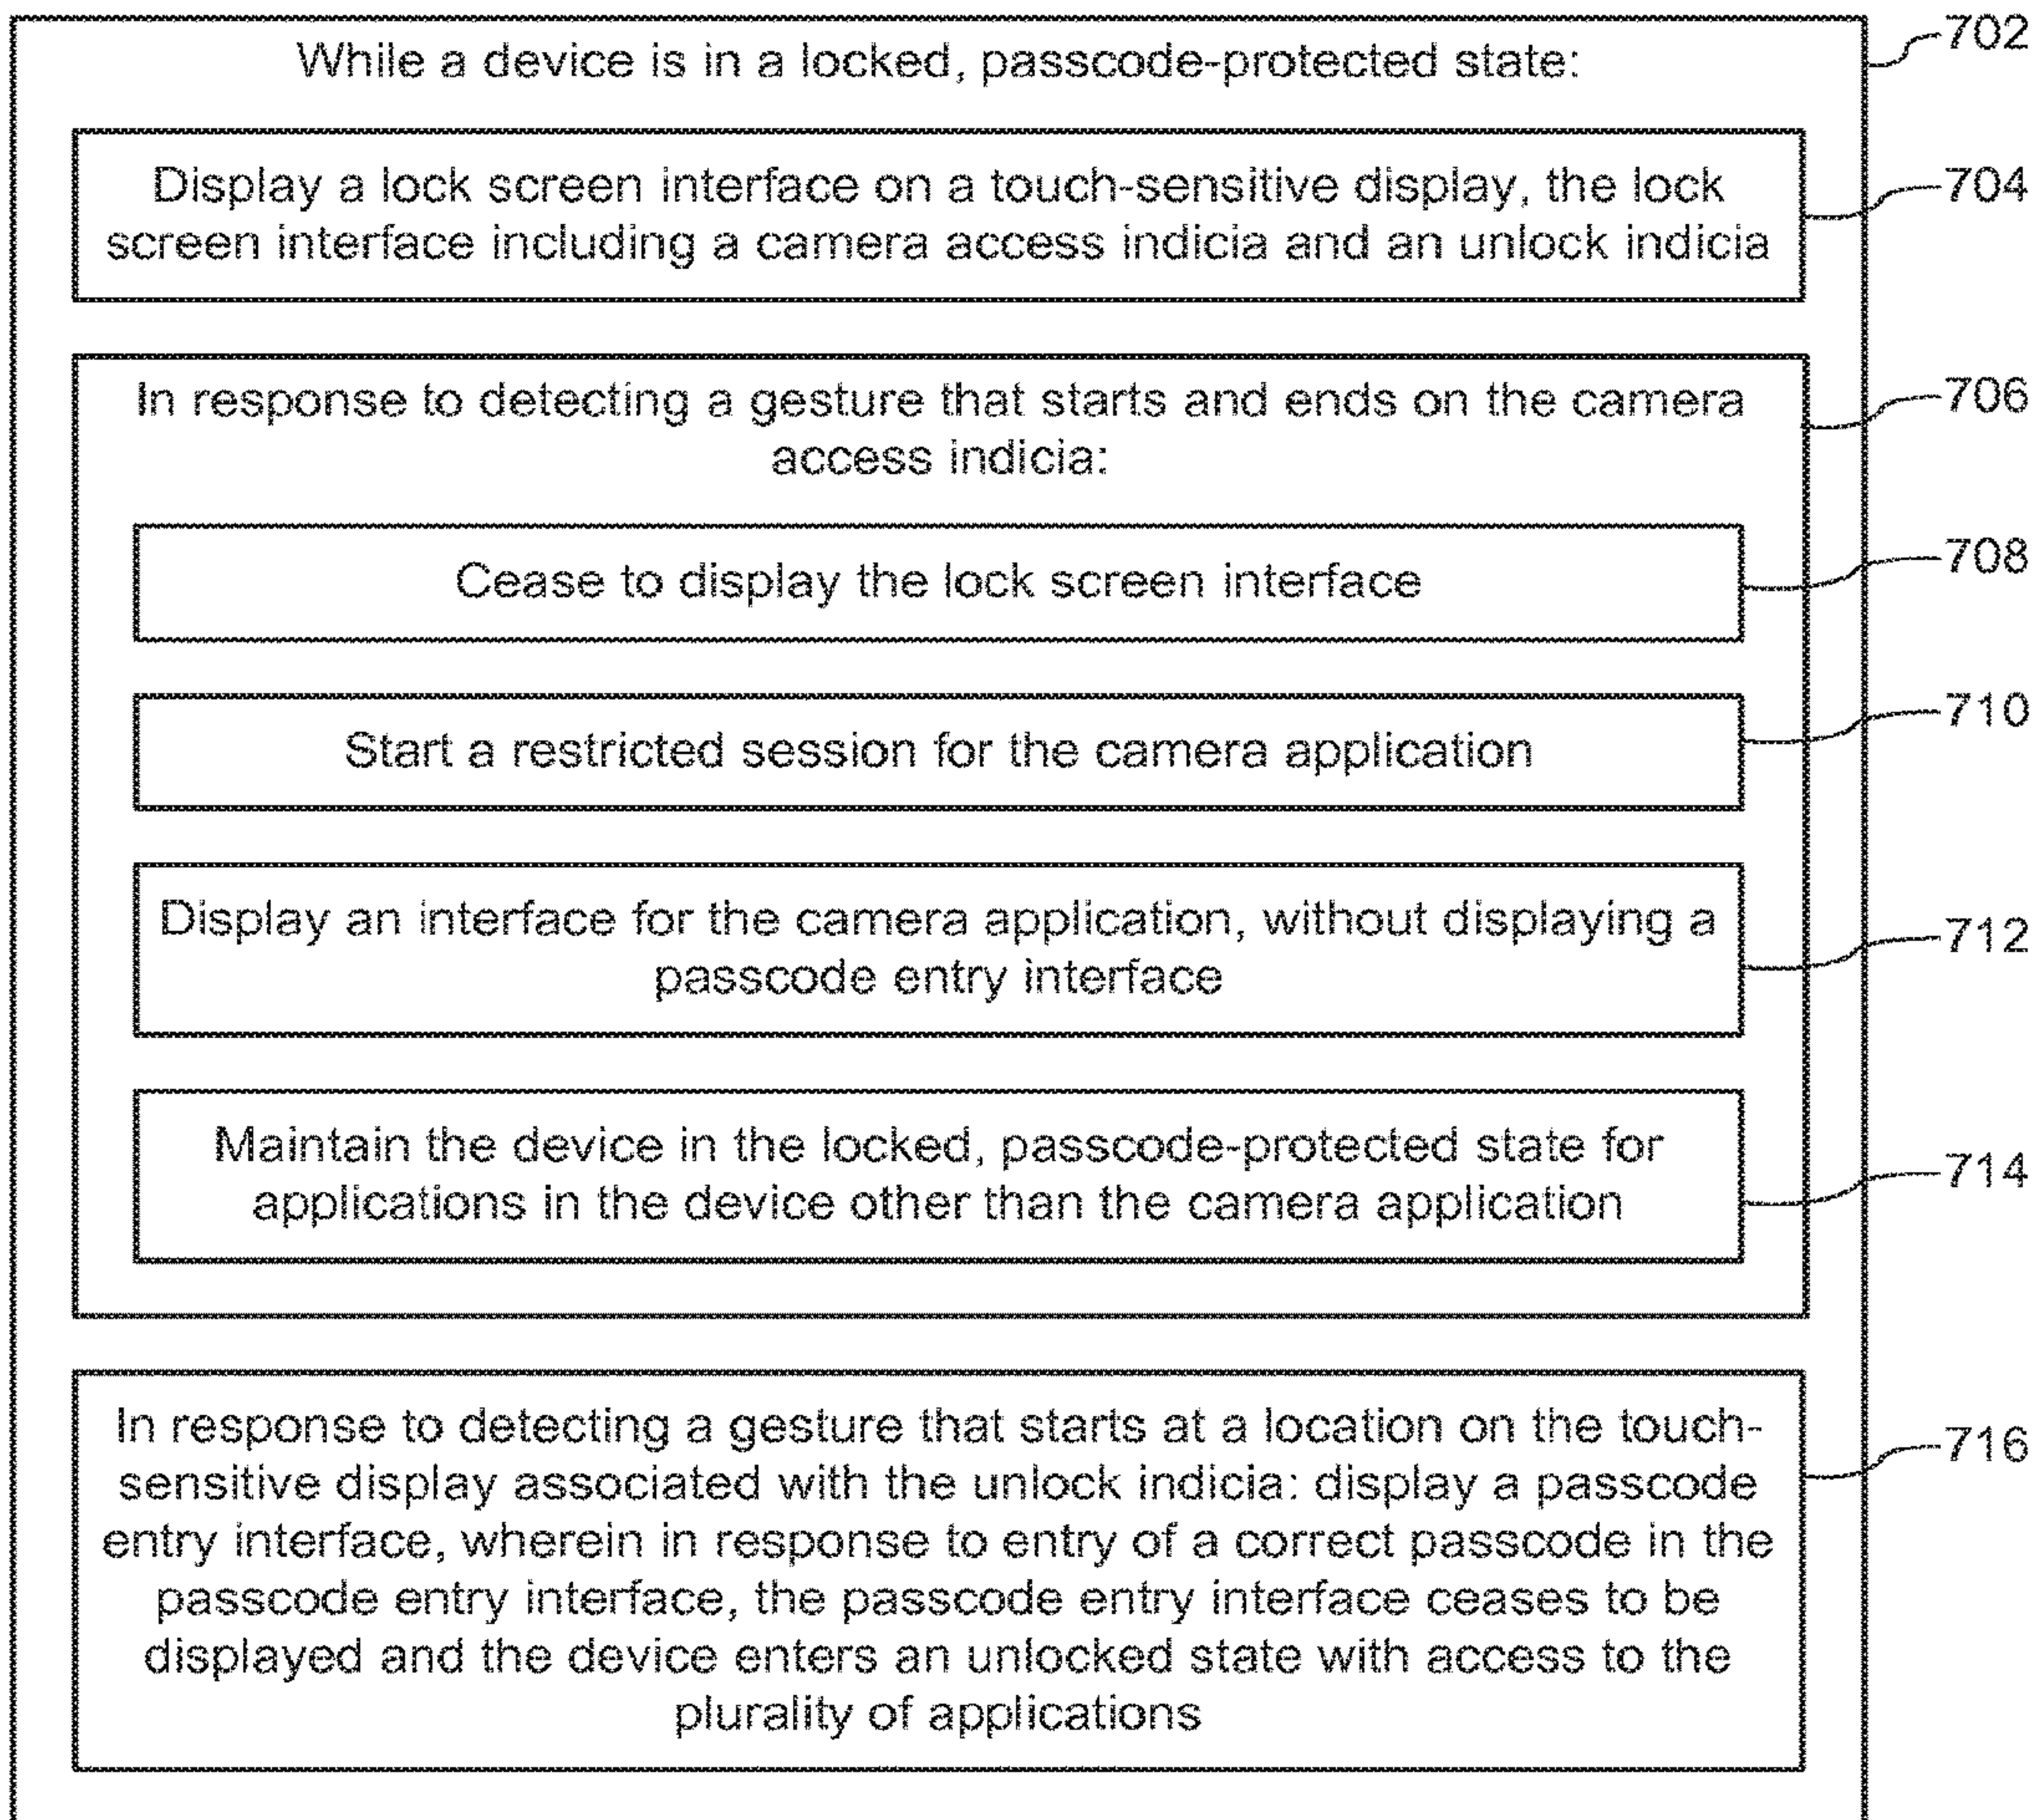 While a device is in a locked, passcode-protected state:
702
Display a lock screen interface on a touch-sensitive display, the lock
screen interface including a camera access indicia and an unlock indicia
704
In response to detecting a gesture that starts and ends on the camera
access indicia:
706
Cease to display the lock screen interface
708
Start a restricted session for the camera application
710
Display an interface for the camera application, without displaying a
passcode entry interface
712
Maintain the device in the locked, passcode-protected state for
applications in the device other than the camera application
714
In response to detecting a gesture that starts at a location on the touch-
sensitive display associated with the unlock indicia: display a passcode
entry interface, wherein in response to entry of a correct passcode in the
passcode entry interface, the passcode entry interface ceases to be
displayed and the device enters an unlocked state with access to the
plurality of applications
716